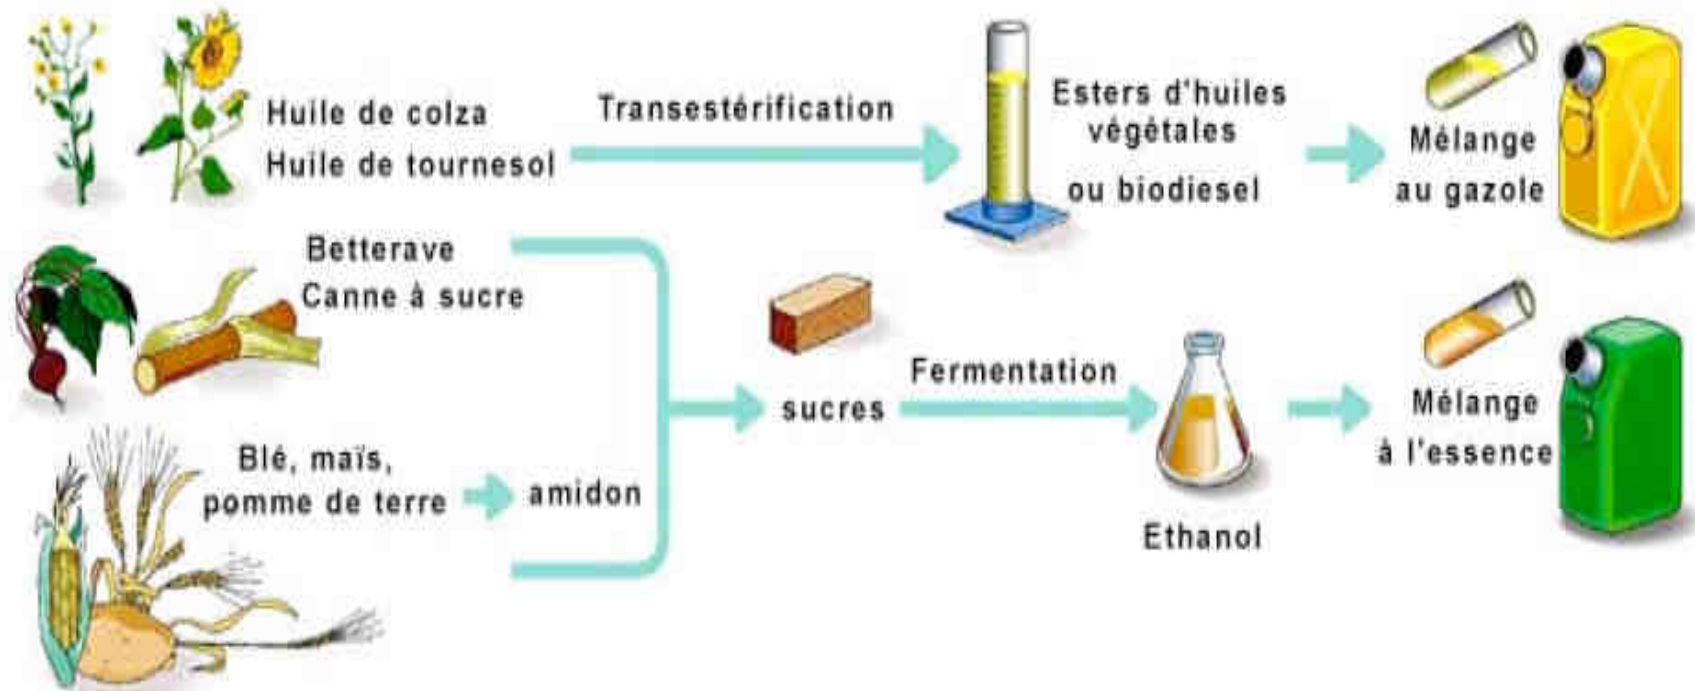 Huile de colza
Huile de tournesol
Transestérification
Esters d'huiles
végétales
ou biodiesel
Mélange
au gazole
Betterave
Canne à sucre
Blé, maïs,
pomme de terre
amidon
sucres
Fermentation
Ethanol
Mélange
à l'essence